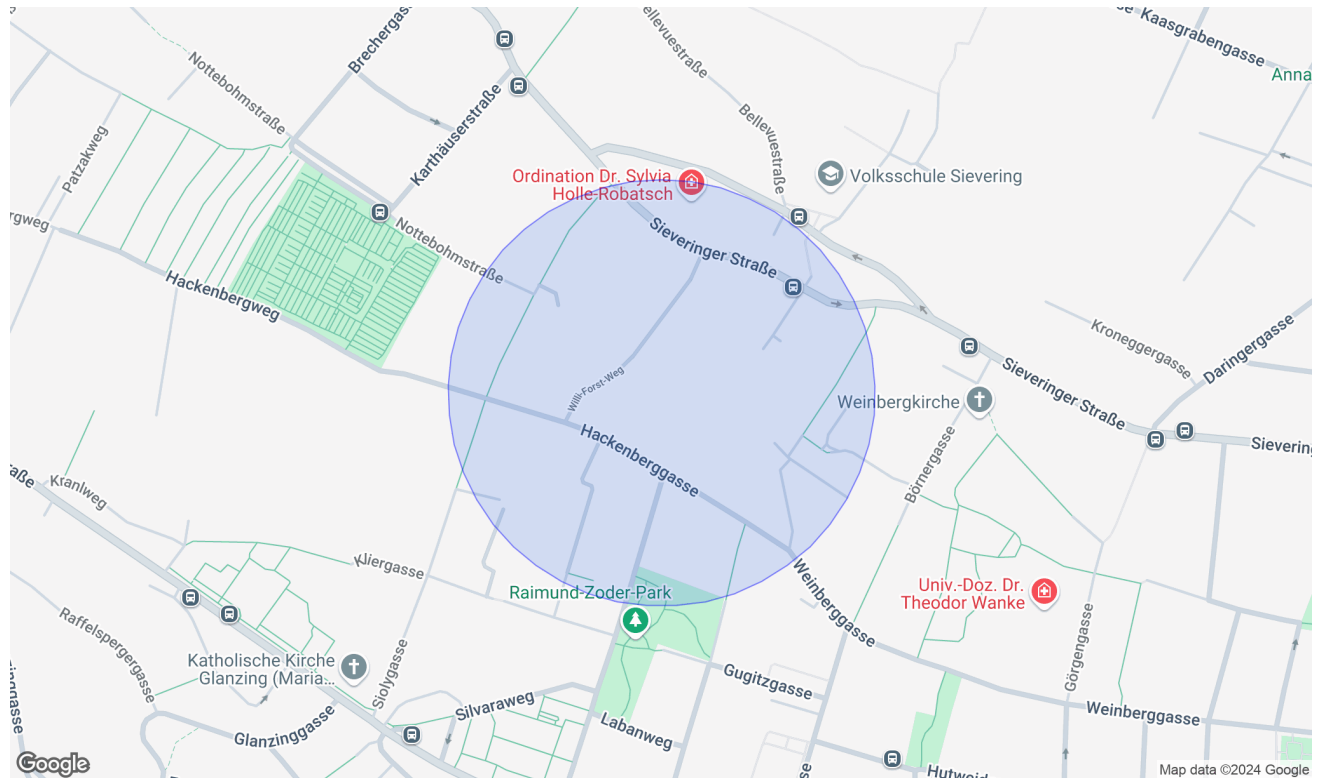 Brechergasse
Bellevuestraße
Kaasgrabengasse
Anna
Nottebohmstraße
Karthäuserstraße
Bellevuestraße
Patzakweg
Ordination Dr. Sylvia
Holle-Robatsch
Volksschule Sievering
rgweg
Nottebohmstraße
Sieveringer Straße
Hackenbergweg
Kroneggergasse
Daringergasse
Sieveringer Straße
Willi-Forst-Weg
Weinbergkirche
Hackenberggasse
Sievering
Börnergasse
aße
Kranlweg
Kliergasse
Weinberggasse
Raimund-Zoder-Park
Univ.-Doz. Dr.
Theodor Wanke
Raffelspergergasse
Katholische Kirche
Glanzing (Maria...
Siolygasse
Görgengasse
Gugitzgasse
Silvaraweg
Weinberggasse
Glanzinggasse
Labanweg
gasse
Hutweid
Google
Map data ©2024 Google